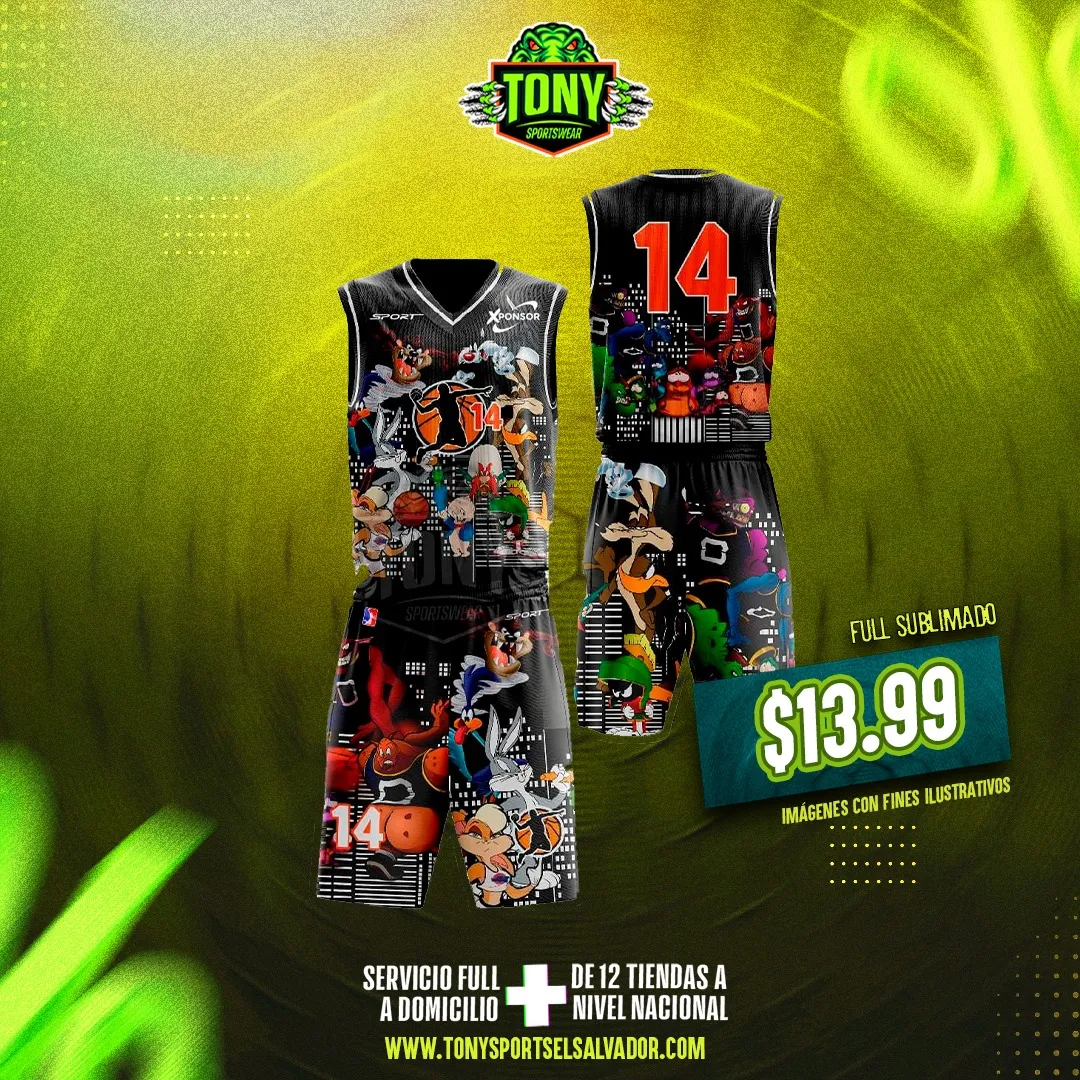 TONY
SPORTSWEAR
14
SPORT
XPONSOR
14
TONY
SPORTSWEAR
SPORT
14
FULL SUBLIMADO
$13.99
IMÁGENES CON FINES ILUSTRATIVOS
SERVICIO FULL
A DOMICILIO
DE 12 TIENDAS A
NIVEL NACIONAL
WWW.TONYSPORTSELSALVADOR.COM